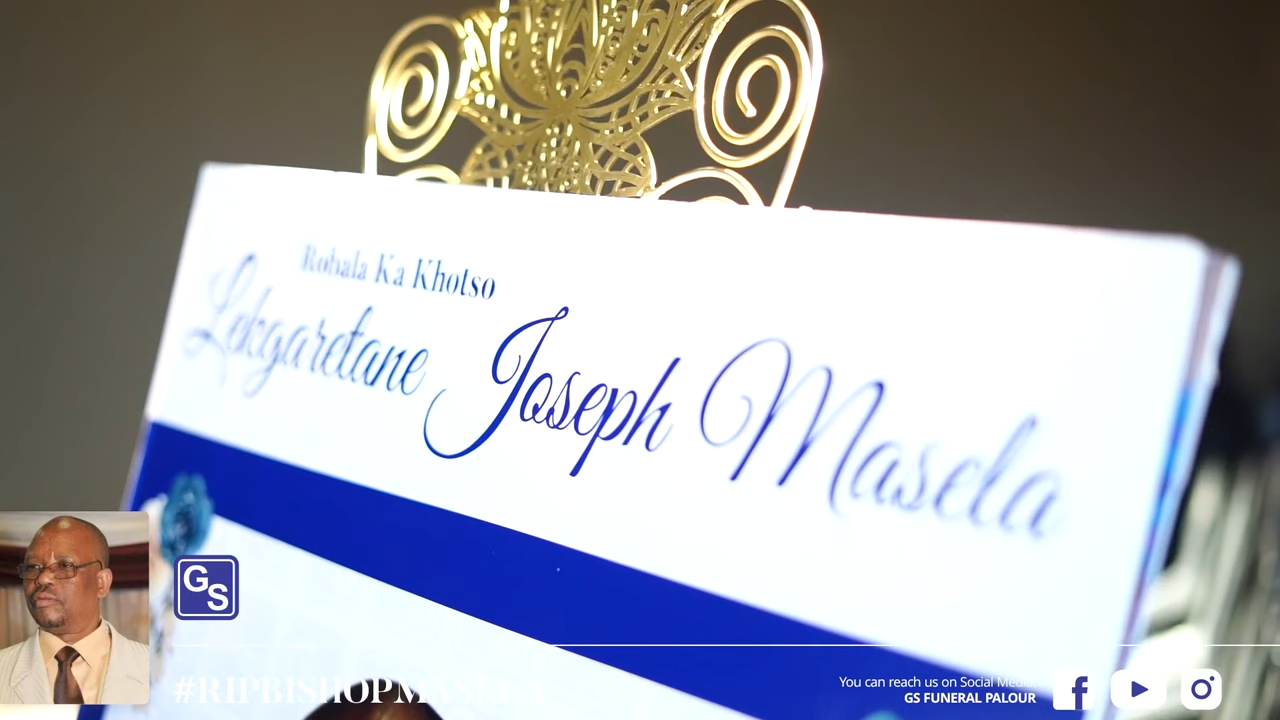 Robala Ka Khotso
Lekgaretane Joseph Masela
GS
#RIPBISHOPMASELA
You can reach us on Social Media
GS FUNERAL PALOUR